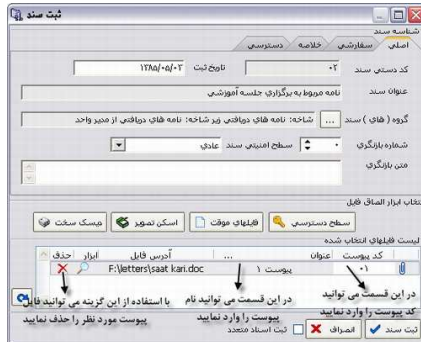 ثبت سند
شناسه سند
اصلی سفارشی خلاصه دسترسی
کد دستی سند ۰۲ تاریخ ثبت ۱۳۸۵/۰۵/۰۲
عنوان سند نامه مربوط به برگزاری جلسه آموزشی
گروه ( های ) سند ... شاخه: نامه های دریافتی زیر شاخه: نامه های دریافتی از مدیر واحد
شماره بازنگری ۰ سطح امنیتی سند عادی
متن بازنگری
انتخاب ابزار الصاق فایل
سطح دسترسی فایلهای موقت اسکن تصویر دیسک سخت
لیست فایلهای انتخاب شده
کد پیوست عنوان ... آدرس فایل ابزار حذف
۰۱ پیوست ۱ F:\letters\saat kari.doc
در این قسمت می توانید کد پیوست را وارد نمایید
در این قسمت می توانید نام پیوست را وارد نمایید
با استفاده از این گزینه می توانید فایل پیوست مورد نظر را حذف نمایید
ثبت سند انصراف ثبت اسناد متعدد